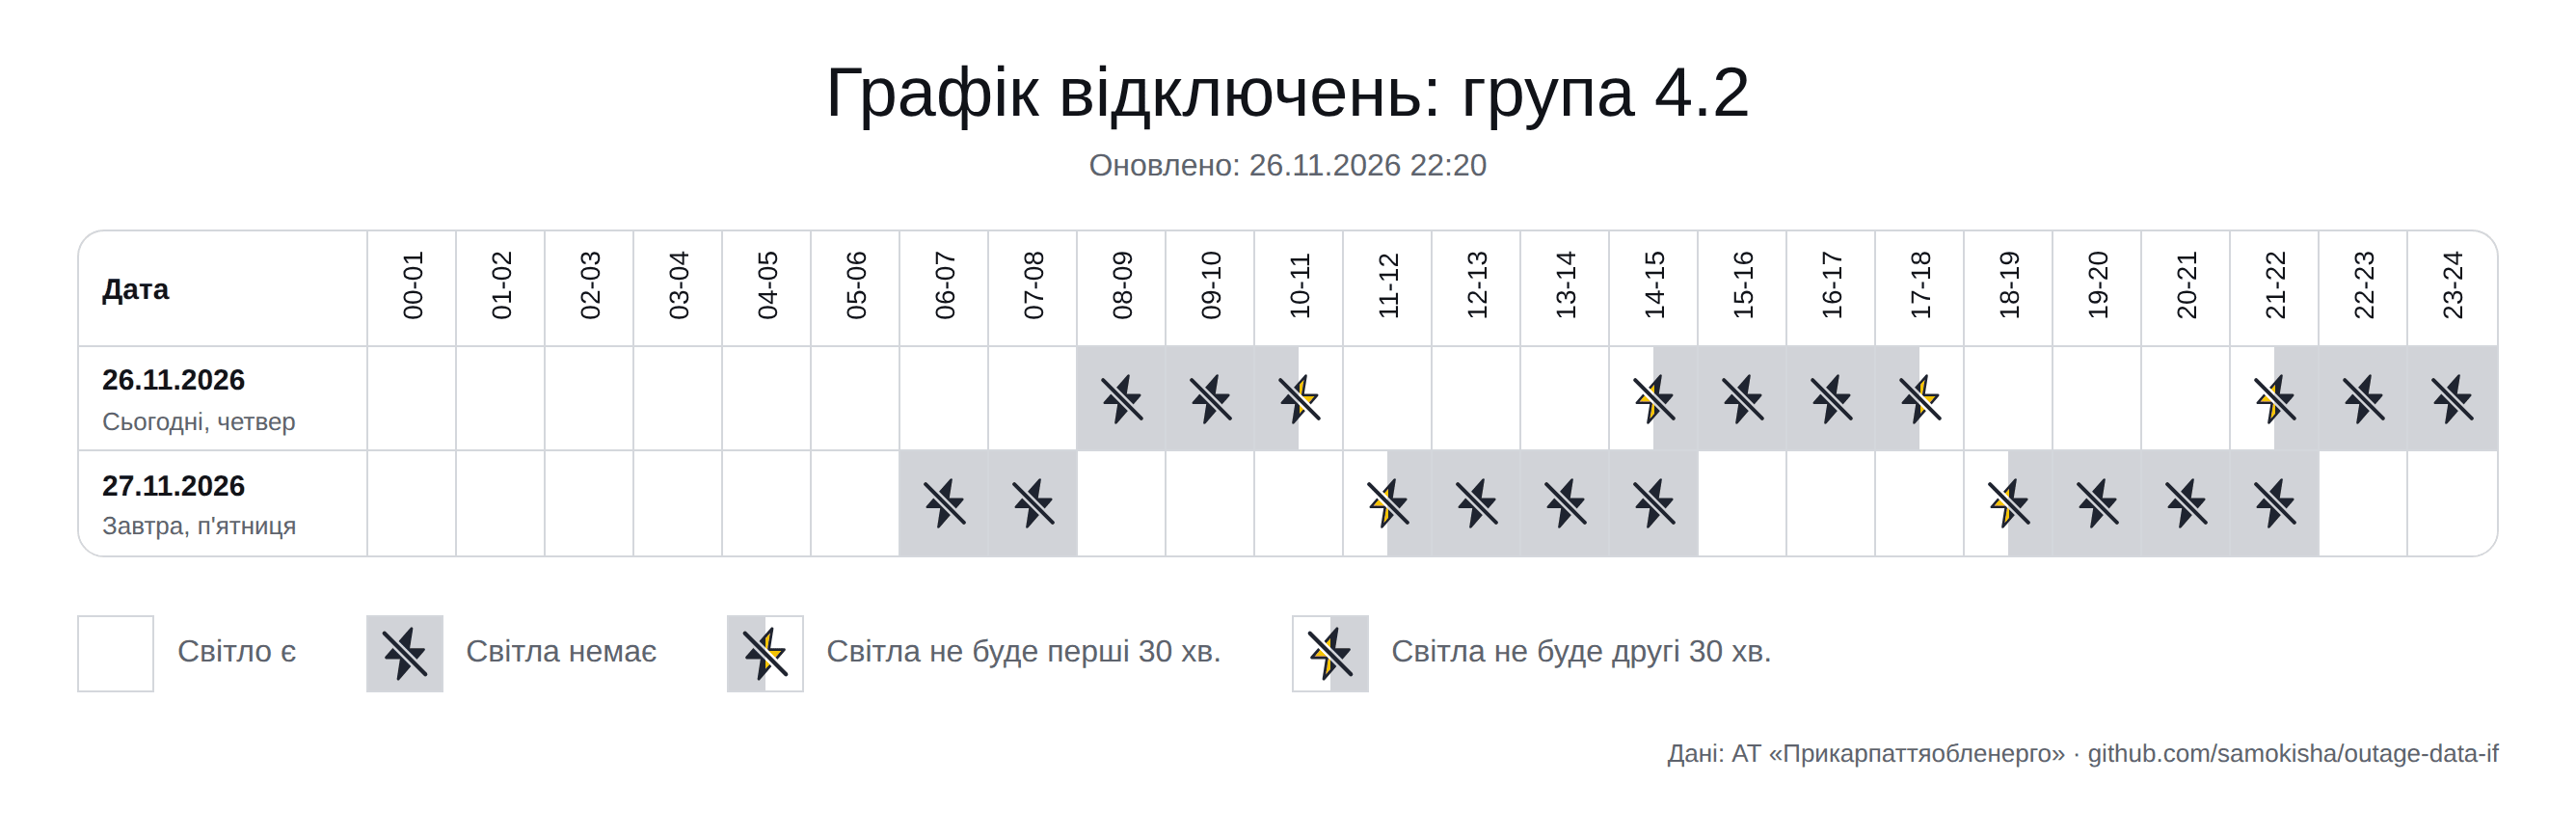 Графік відключень: група 4.2
Оновлено: 26.11.2026 22:20
Дата 00-01 01-02 02-03 03-04 04-05 05-06 06-07 07-08 08-09 09-10 10-11 11-12 12-13 13-14 14-15 15-16 16-17 17-18 18-19 19-20 20-21 21-22 22-23 23-24
26.11.2026
Сьогодні, четвер
27.11.2026
Завтра, п'ятниця
Світло є Світла немає Світла не буде перші 30 хв. Світла не буде другі 30 хв.
Дані: АТ «Прикарпаттяобленерго» · github.com/samokisha/outage-data-if